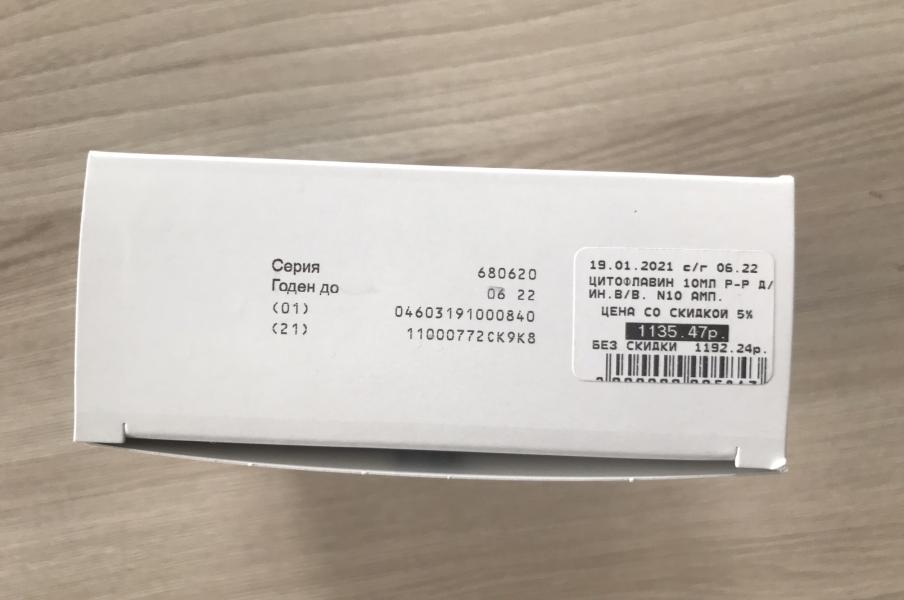 Серия 680620
Годен до 06 22
(01) 04603191000840
(21) 11000772CK9K8
19.01.2021 с/г 06.22
ЦИТОФЛАВИН 10МЛ Р-Р Д/
ИН.В/В. N10 АМП.
ЦЕНА СО СКИДКОЙ 5%
1135.47р.
БЕЗ СКИДКИ 1192.24р.